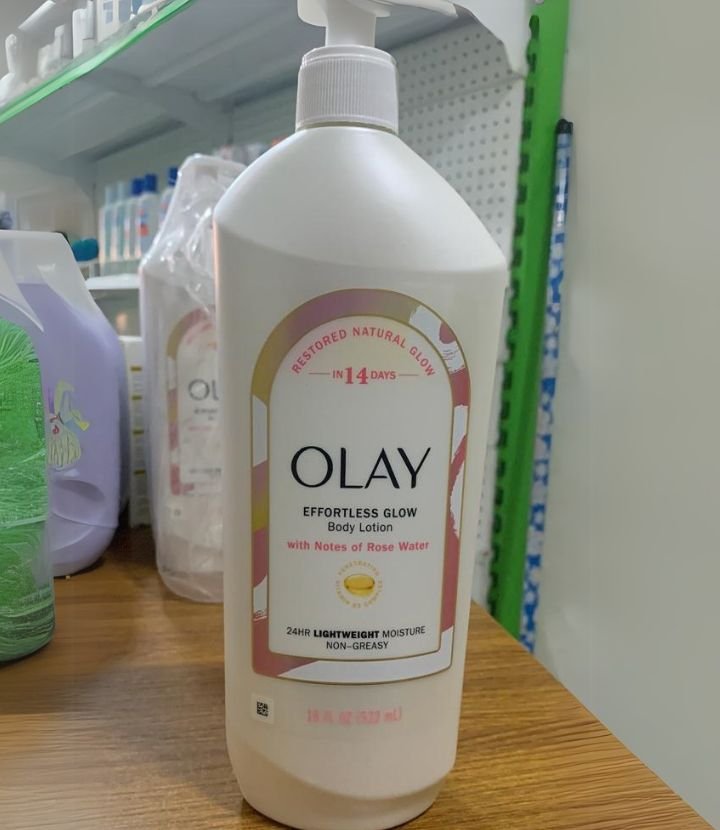 RESTORED NATURAL GLOW
IN 14 DAYS
OLAY
EFFORTLESS GLOW
Body Lotion
with Notes of Rose Water
24HR LIGHTWEIGHT MOISTURE
NON-GREASY
OL